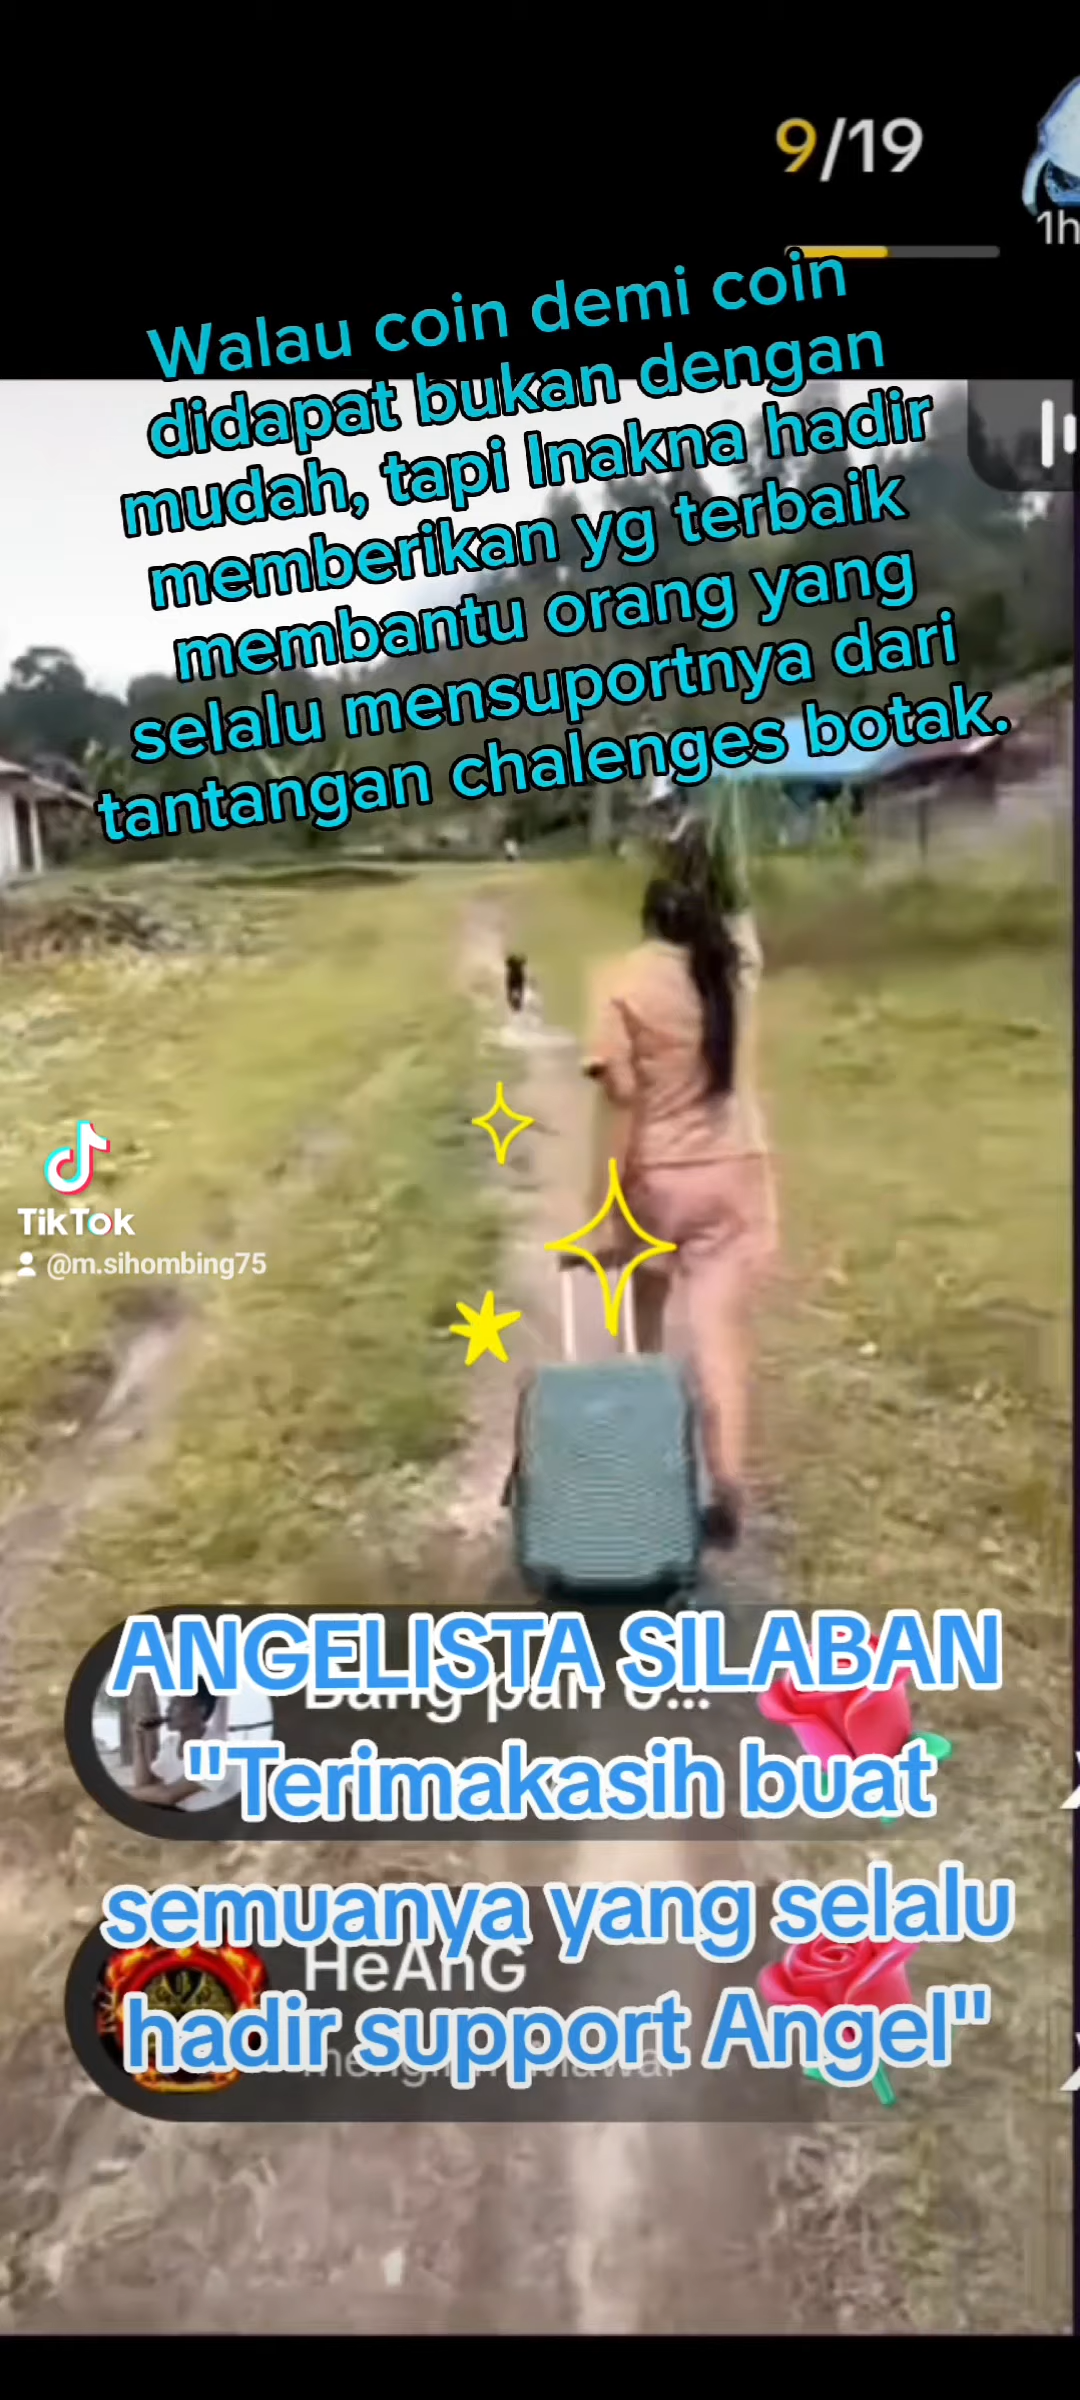 9/19
1h
Walau coin demi coin
didapat bukan dengan
mudah, tapi Inakna hadir
memberikan yg terbaik
membantu orang yang
selalu mensuportnya dari
tantangan chalenges botak.
TikTok
@m.sihombing75
ANGELISTA SILABAN
"Terimakasih buat
semuanya yang selalu
HeAnG
hadir support Angel"